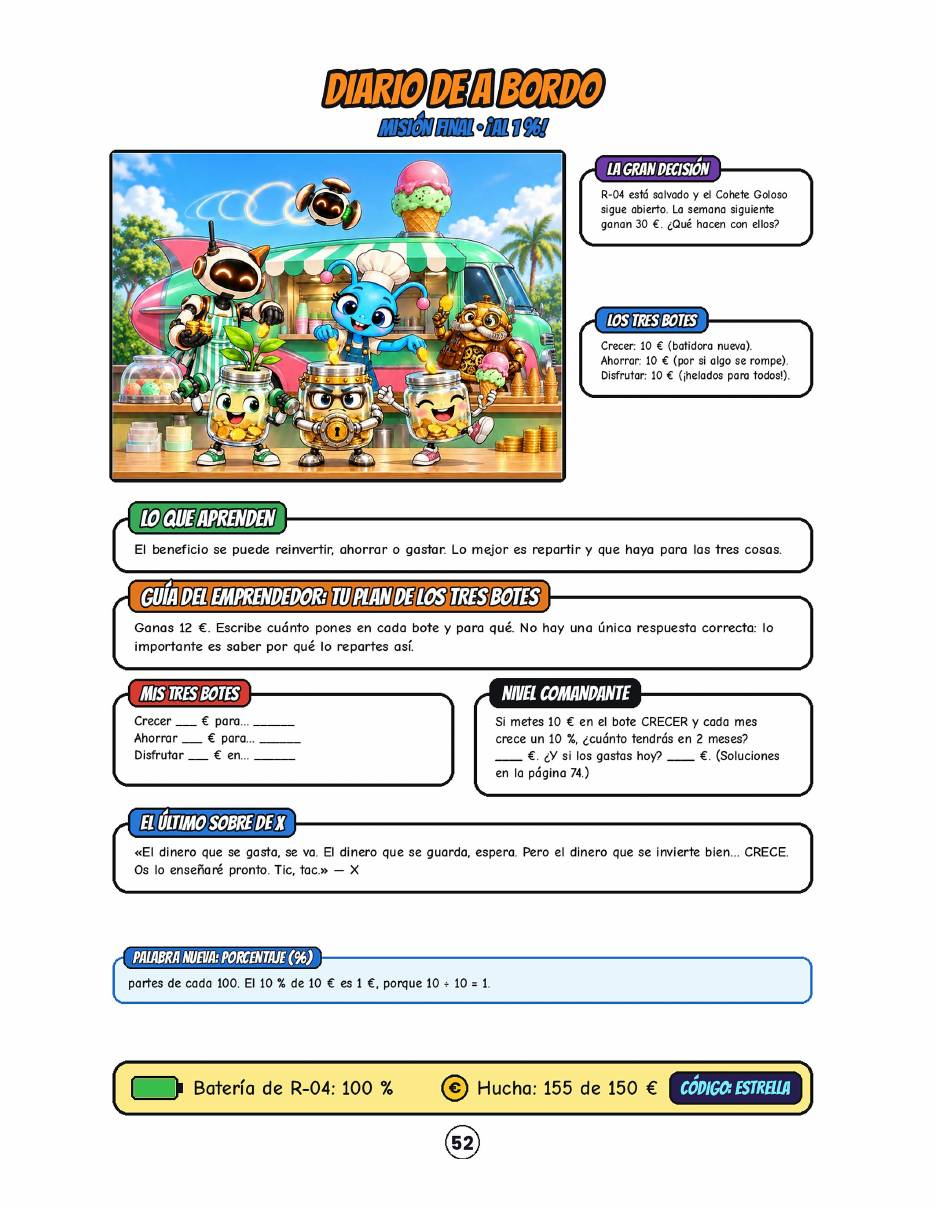 DIARIO DE A BORDO
MISIÓN FINAL · ¡AL 1 %!
LA GRAN DECISIÓN
R-04 está salvado y el Cohete Goloso
sigue abierto. La semana siguiente
ganan 30 €. ¿Qué hacen con ellos?
LOS TRES BOTES
Crecer: 10 € (batidora nueva).
Ahorrar: 10 € (por si algo se rompe).
Disfrutar: 10 € (¡helados para todos!).
LO QUE APRENDEN
El beneficio se puede reinvertir, ahorrar o gastar. Lo mejor es repartir y que haya para las tres cosas.
GUÍA DEL EMPRENDEDOR: TU PLAN DE LOS TRES BOTES
Ganas 12 €. Escribe cuánto pones en cada bote y para qué. No hay una única respuesta correcta: lo
importante es saber por qué lo repartes así.
MIS TRES BOTES
Crecer ___ € para... ______
Ahorrar ___ € para... ______
Disfrutar ___ € en... ______
NIVEL COMANDANTE
Si metes 10 € en el bote CRECER y cada mes
crece un 10 %, ¿cuánto tendrás en 2 meses?
____ €. ¿Y si los gastas hoy? ____ €. (Soluciones
en la página 74.)
EL ÚLTIMO SOBRE DE X
«El dinero que se gasta, se va. El dinero que se guarda, espera. Pero el dinero que se invierte bien... CRECE.
Os lo enseñaré pronto. Tic, tac.» — X
PALABRA NUEVA: PORCENTAJE (%)
partes de cada 100. El 10 % de 10 € es 1 €, porque 10 ÷ 10 = 1.
Batería de R-04: 100 %
€ Hucha: 155 de 150 €
CÓDIGO: ESTRELLA
52